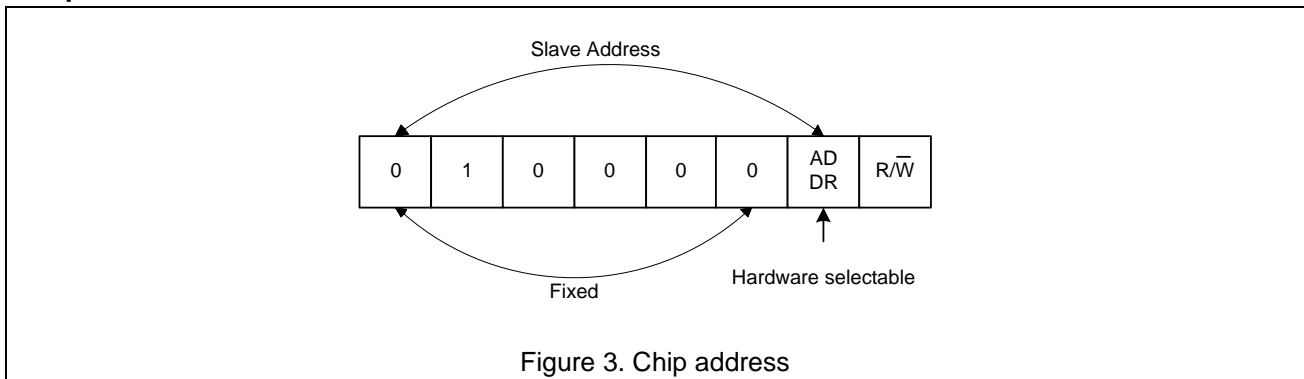 Slave Address
0 1 0 0 0 0 AD R/W̅
DR
Hardware selectable
Fixed
Figure 3. Chip address